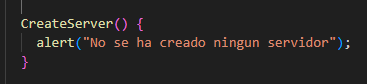 CreateServer() {
alert("No se ha creado ningun servidor");
}